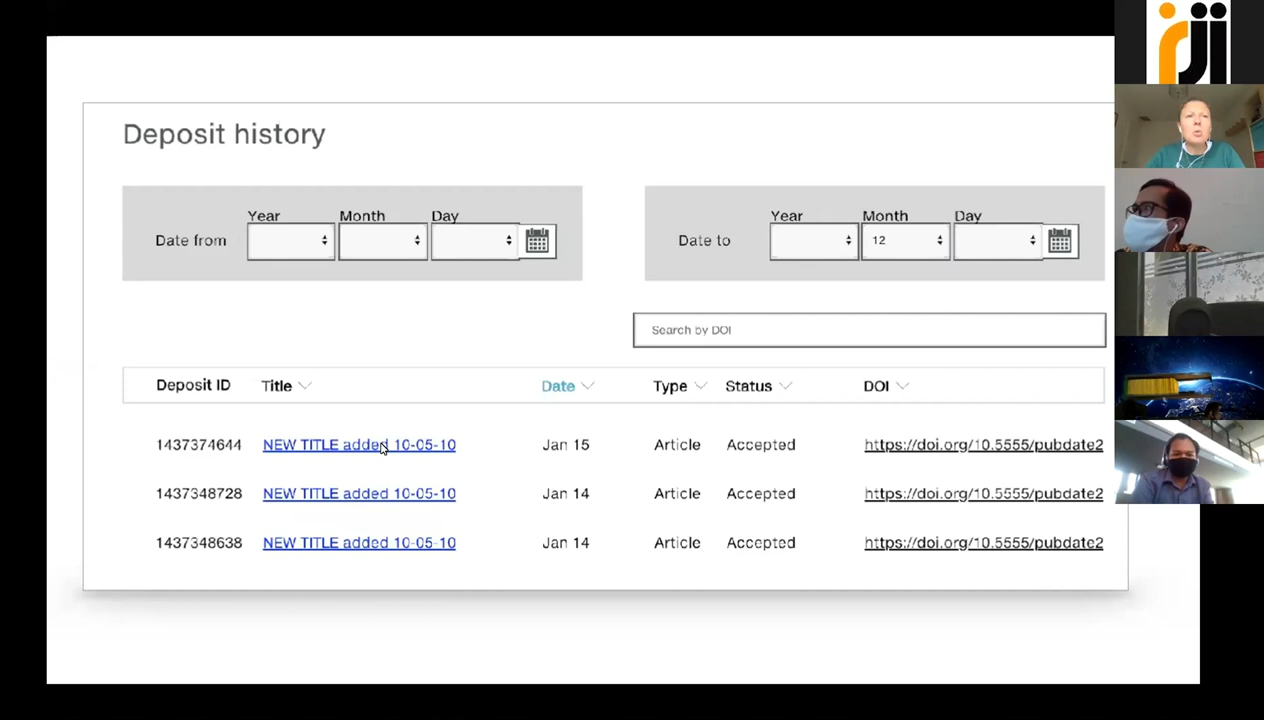 Deposit history
Year Month Day
Date from
Year Month Day
Date to 12
Search by DOI
Deposit ID Title Date Type Status DOI
1437374644 NEW TITLE added 10-05-10 Jan 15 Article Accepted https://doi.org/10.5555/pubdate2
1437348728 NEW TITLE added 10-05-10 Jan 14 Article Accepted https://doi.org/10.5555/pubdate2
1437348638 NEW TITLE added 10-05-10 Jan 14 Article Accepted https://doi.org/10.5555/pubdate2
rji